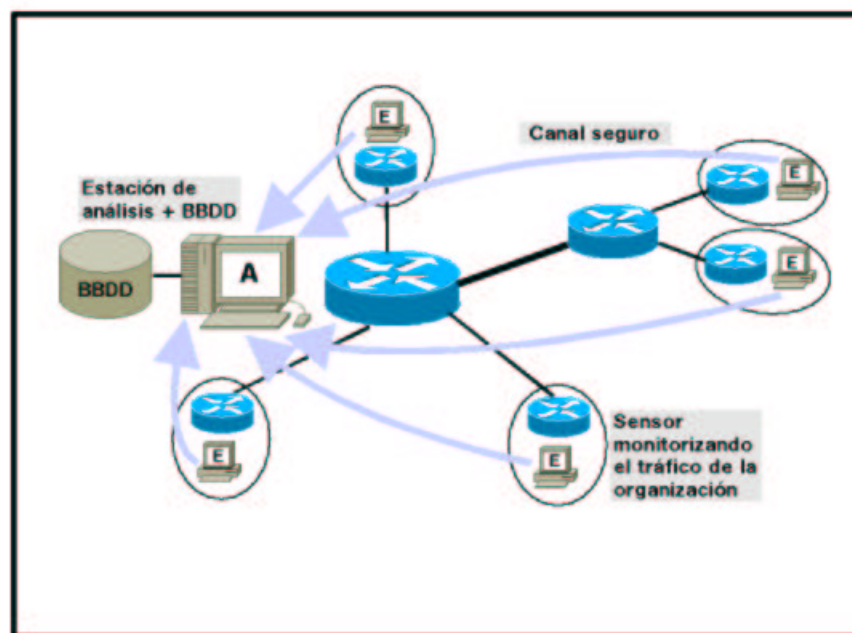 E
Canal seguro
E
Estación de
análisis + BBDD
A
BBDD
E
E
E
Sensor
monitorizando
el tráfico de la
organización